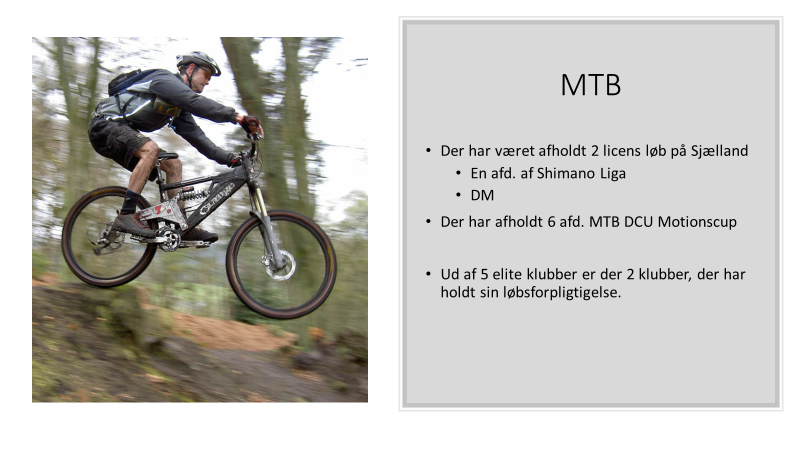 MTB
• Der har været afholdt 2 licens løb på Sjælland
• En afd. af Shimano Liga
• DM
• Der har afholdt 6 afd. MTB DCU Motionscup
• Ud af 5 elite klubber er der 2 klubber, der har
holdt sin løbsforpligtigelse.